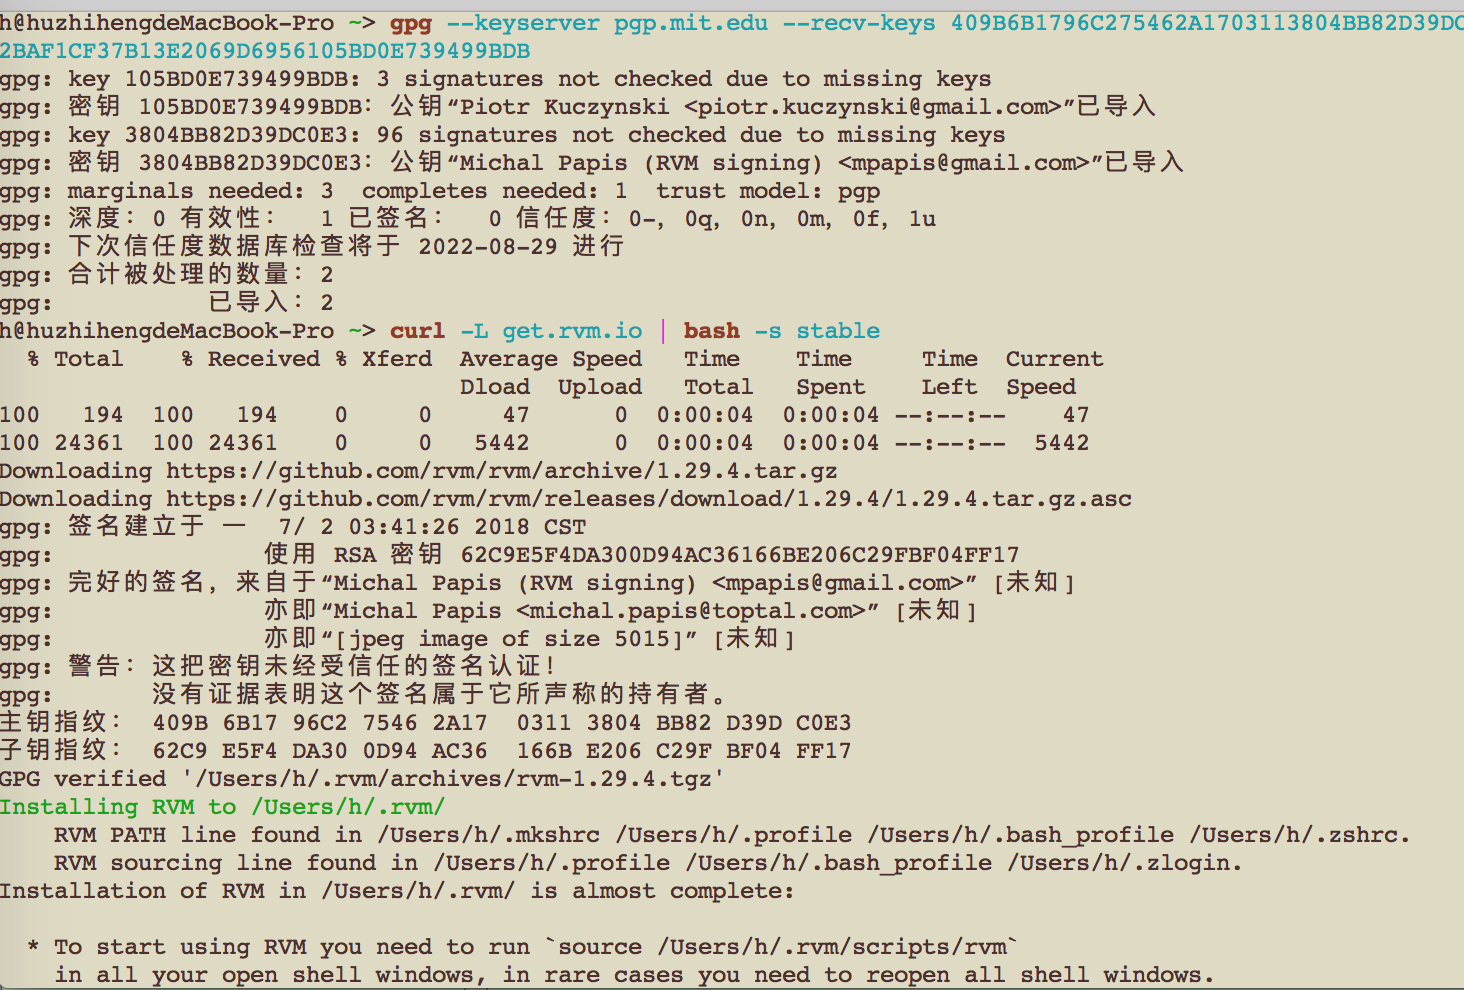 h@huzhihengdeMacBook-Pro ~> gpg --keyserver pgp.mit.edu --recv-keys 409B6B1796C275462A1703113804BB82D39DC
2BAF1CF37B13E2069D6956105BD0E739499BDB
gpg: key 105BD0E739499BDB: 3 signatures not checked due to missing keys
gpg: 密钥 105BD0E739499BDB：公钥“Piotr Kuczynski <piotr.kuczynski@gmail.com>”已导入
gpg: key 3804BB82D39DC0E3: 96 signatures not checked due to missing keys
gpg: 密钥 3804BB82D39DC0E3：公钥“Michal Papis (RVM signing) <mpapis@gmail.com>”已导入
gpg: marginals needed: 3  completes needed: 1  trust model: pgp
gpg: 深度：0 有效性：  1 已签名：  0 信任度：0-，0q，0n，0m，0f，1u
gpg: 下次信任度数据库检查将于 2022-08-29 进行
gpg: 合计被处理的数量：2
gpg:           已导入：2
h@huzhihengdeMacBook-Pro ~> curl -L get.rvm.io | bash -s stable
  % Total    % Received % Xferd  Average Speed   Time    Time     Time  Current
                                 Dload  Upload   Total   Spent    Left  Speed
100   194  100   194    0     0     47      0  0:00:04  0:00:04 --:--:--    47
100 24361  100 24361    0     0   5442      0  0:00:04  0:00:04 --:--:--  5442
Downloading https://github.com/rvm/rvm/archive/1.29.4.tar.gz
Downloading https://github.com/rvm/rvm/releases/download/1.29.4/1.29.4.tar.gz.asc
gpg: 签名建立于 一  7/ 2 03:41:26 2018 CST
gpg:               使用 RSA 密钥 62C9E5F4DA300D94AC36166BE206C29FBF04FF17
gpg: 完好的签名，来自于“Michal Papis (RVM signing) <mpapis@gmail.com>” [未知]
gpg:               亦即“Michal Papis <michal.papis@toptal.com>” [未知]
gpg:               亦即“[jpeg image of size 5015]” [未知]
gpg: 警告：这把密钥未经受信任的签名认证！
gpg:       没有证据表明这个签名属于它所声称的持有者。
主钥指纹： 409B 6B17 96C2 7546 2A17  0311 3804 BB82 D39D C0E3
子钥指纹： 62C9 E5F4 DA30 0D94 AC36  166B E206 C29F BF04 FF17
GPG verified '/Users/h/.rvm/archives/rvm-1.29.4.tgz'
Installing RVM to /Users/h/.rvm/
    RVM PATH line found in /Users/h/.mkshrc /Users/h/.profile /Users/h/.bash_profile /Users/h/.zshrc.
    RVM sourcing line found in /Users/h/.profile /Users/h/.bash_profile /Users/h/.zlogin.
Installation of RVM in /Users/h/.rvm/ is almost complete:
  * To start using RVM you need to run `source /Users/h/.rvm/scripts/rvm`
    in all your open shell windows, in rare cases you need to reopen all shell windows.